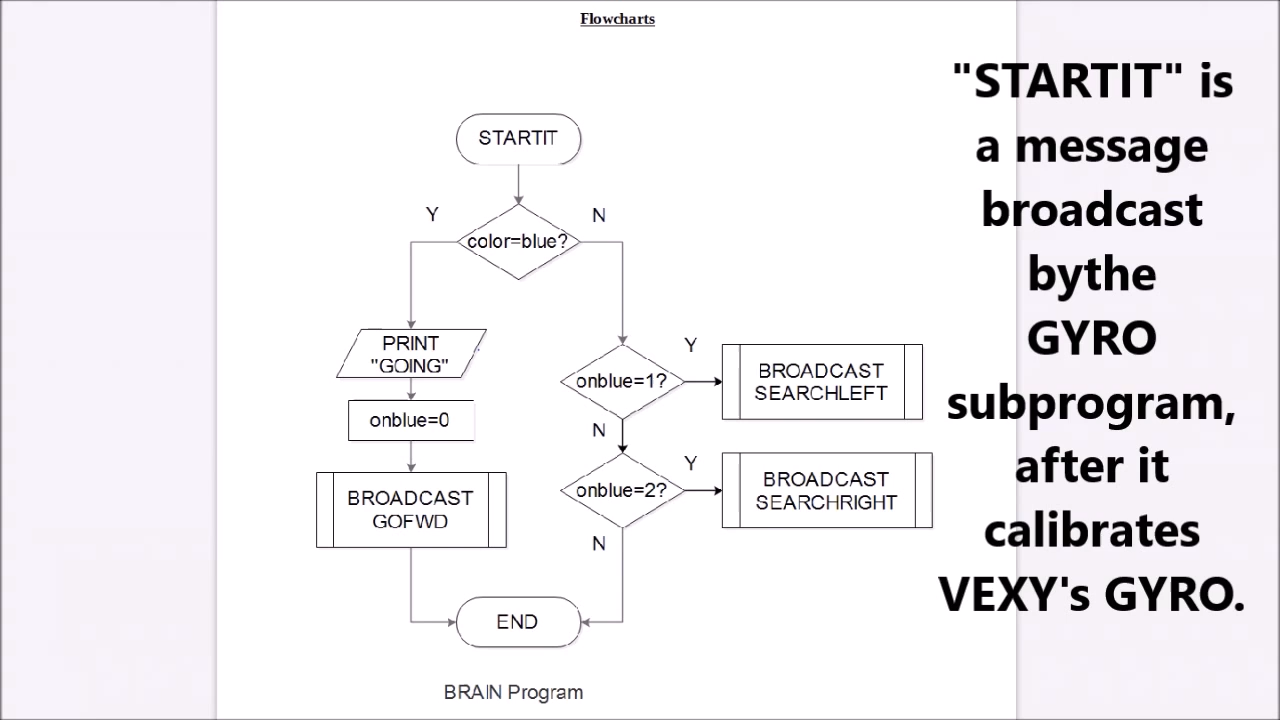 Flowcharts
STARTIT
Y
N
color=blue?
PRINT
"GOING"
onblue=0
BROADCAST
GOFWD
onblue=1?
Y
BROADCAST
SEARCHLEFT
N
onblue=2?
Y
BROADCAST
SEARCHRIGHT
N
END
BRAIN Program
"STARTIT" is
a message
broadcast
bythe
GYRO
subprogram,
after it
calibrates
VEXY's GYRO.